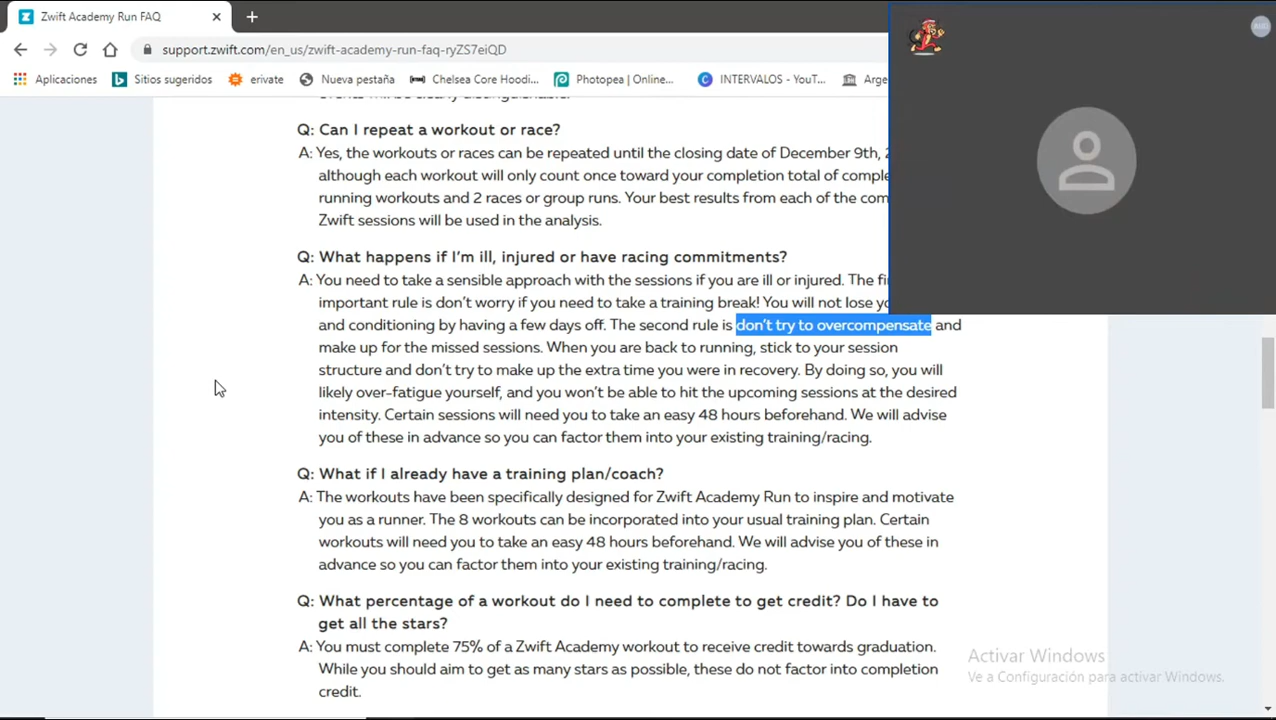 Zwift Academy Run FAQ
support.zwift.com/en_us/zwift-academy-run-faq-ryZS7eiQD
Aplicaciones Sitios sugeridos erivate Nueva pestaña Chelsea Core Hoodi... Photopea | Online... INTERVALOS - YouT... Arge
Q: Can I repeat a workout or race?
A: Yes, the workouts or races can be repeated until the closing date of December 9th, 2
although each workout will only count once toward your completion total of comple
running workouts and 2 races or group runs. Your best results from each of the com
Zwift sessions will be used in the analysis.
Q: What happens if I'm ill, injured or have racing commitments?
A: You need to take a sensible approach with the sessions if you are ill or injured. The fi
important rule is don't worry if you need to take a training break! You will not lose yo
and conditioning by having a few days off. The second rule is don't try to overcompensate and
make up for the missed sessions. When you are back to running, stick to your session
structure and don't try to make up the extra time you were in recovery. By doing so, you will
likely over-fatigue yourself, and you won't be able to hit the upcoming sessions at the desired
intensity. Certain sessions will need you to take an easy 48 hours beforehand. We will advise
you of these in advance so you can factor them into your existing training/racing.
Q: What if I already have a training plan/coach?
A: The workouts have been specifically designed for Zwift Academy Run to inspire and motivate
you as a runner. The 8 workouts can be incorporated into your usual training plan. Certain
workouts will need you to take an easy 48 hours beforehand. We will advise you of these in
advance so you can factor them into your existing training/racing.
Q: What percentage of a workout do I need to complete to get credit? Do I have to
get all the stars?
A: You must complete 75% of a Zwift Academy workout to receive credit towards graduation.
While you should aim to get as many stars as possible, these do not factor into completion
credit.
Activar Windows
Ve a Configuración para activar Windows.